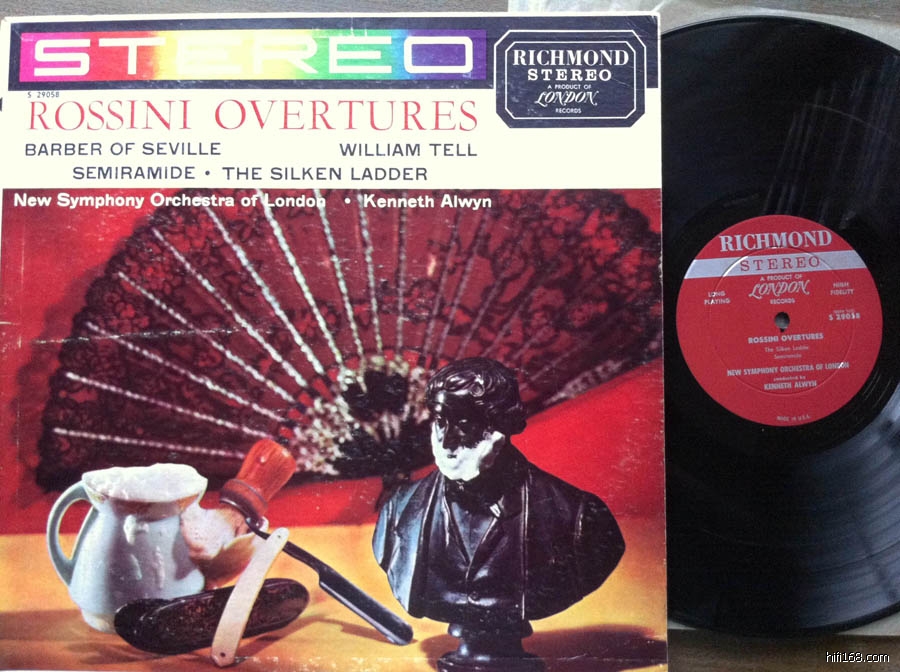 STEREO
RICHMOND
STEREO
A PRODUCT OF
LONDON
RECORDS
S 29058
ROSSINI OVERTURES
BARBER OF SEVILLE WILLIAM TELL
SEMIRAMIDE • THE SILKEN LADDER
New Symphony Orchestra of London • Kenneth Alwyn
RICHMOND
STEREO
A PRODUCT OF
LONDON
RECORDS
LONG
PLAYING
HIGH
FIDELITY
S 29058
ROSSINI OVERTURES
The Silken Ladder
Semiramide
NEW SYMPHONY ORCHESTRA OF LONDON
conducted by
KENNETH ALWYN
MADE IN U.S.A.
hifi168.com